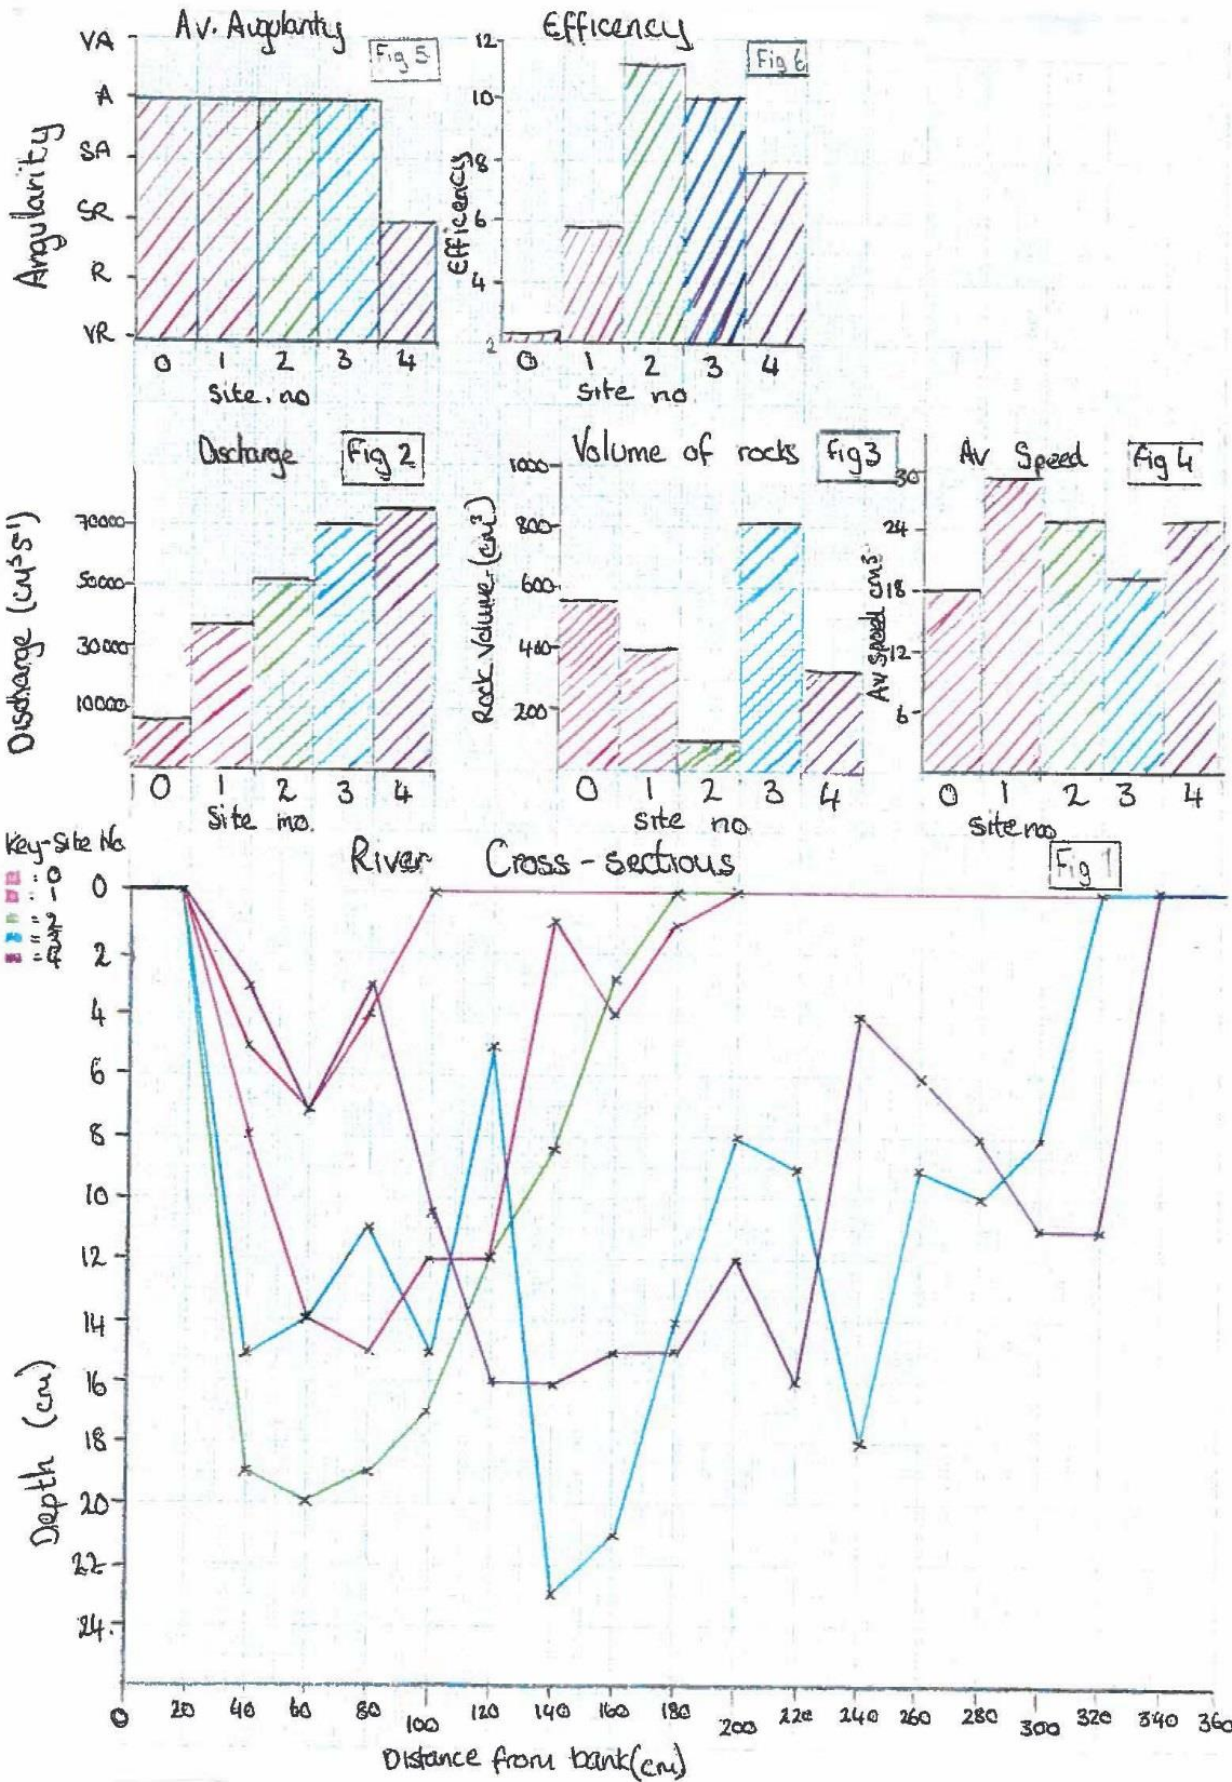 Av. Angularity
Fig 5
VA
A
SA
SR
R
VR
Angularity
0 1 2 3 4
Site. no
Efficency
Fig 6
12
10
8
6
4
2
Efficency
0 1 2 3 4
Site no.
Discharge
Fig 2
70000
50000
30000
10000
Discharge (cm³s⁻¹)
0 1 2 3 4
Site no.
Volume of rocks
Fig 3
1000
800
600
400
200
Rock Volume (cm³)
0 1 2 3 4
site no.
Av Speed
Fig 4
30
24
18
12
6
Av Speed
0 1 2 3 4
site no
Key - Site No.
River Cross-sections
Fig 1
0
2
4
6
8
10
12
14
16
18
20
22
24
Depth (cm)
0 20 40 60 80 100 120 140 160 180 200 220 240 260 280 300 320 340 360
Distance from bank (cm)